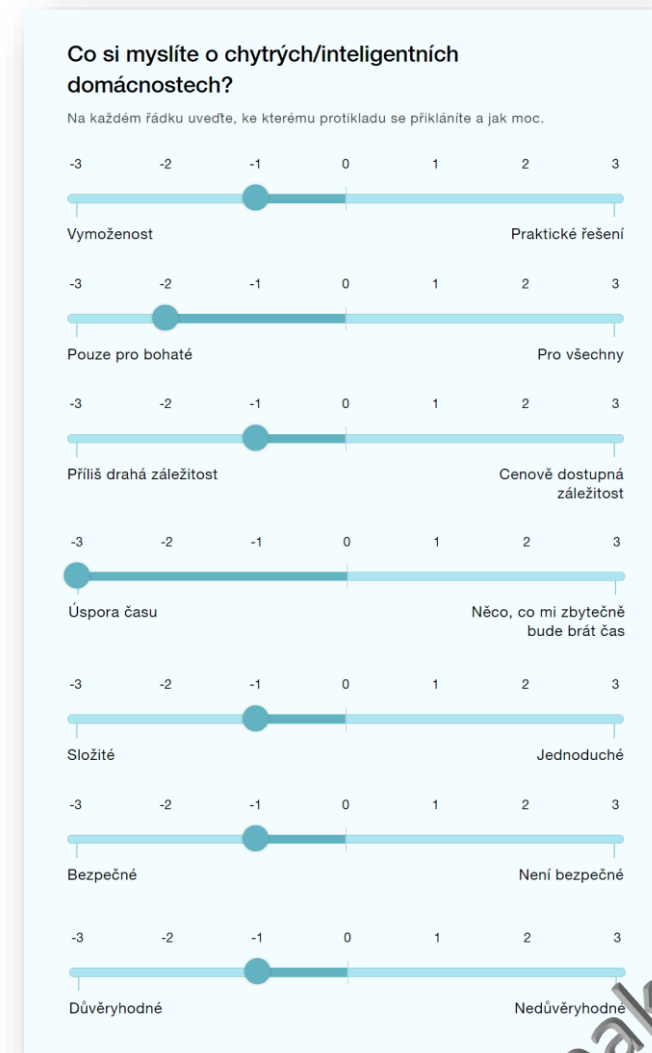 Co si myslíte o chytrých/inteligentních
domácnostech?
Na každém řádku uveďte, ke kterému protikladu se přikláníte a jak moc.
-3 -2 -1 0 1 2 3
Vymoženost Praktické řešení
-3 -2 -1 0 1 2 3
Pouze pro bohaté Pro všechny
-3 -2 -1 0 1 2 3
Příliš drahá záležitost Cenově dostupná
záležitost
-3 -2 -1 0 1 2 3
Úspora času Něco, co mi zbytečně
bude brát čas
-3 -2 -1 0 1 2 3
Složité Jednoduché
-3 -2 -1 0 1 2 3
Bezpečné Není bezpečné
-3 -2 -1 0 1 2 3
Důvěryhodné Nedůvěryhodné